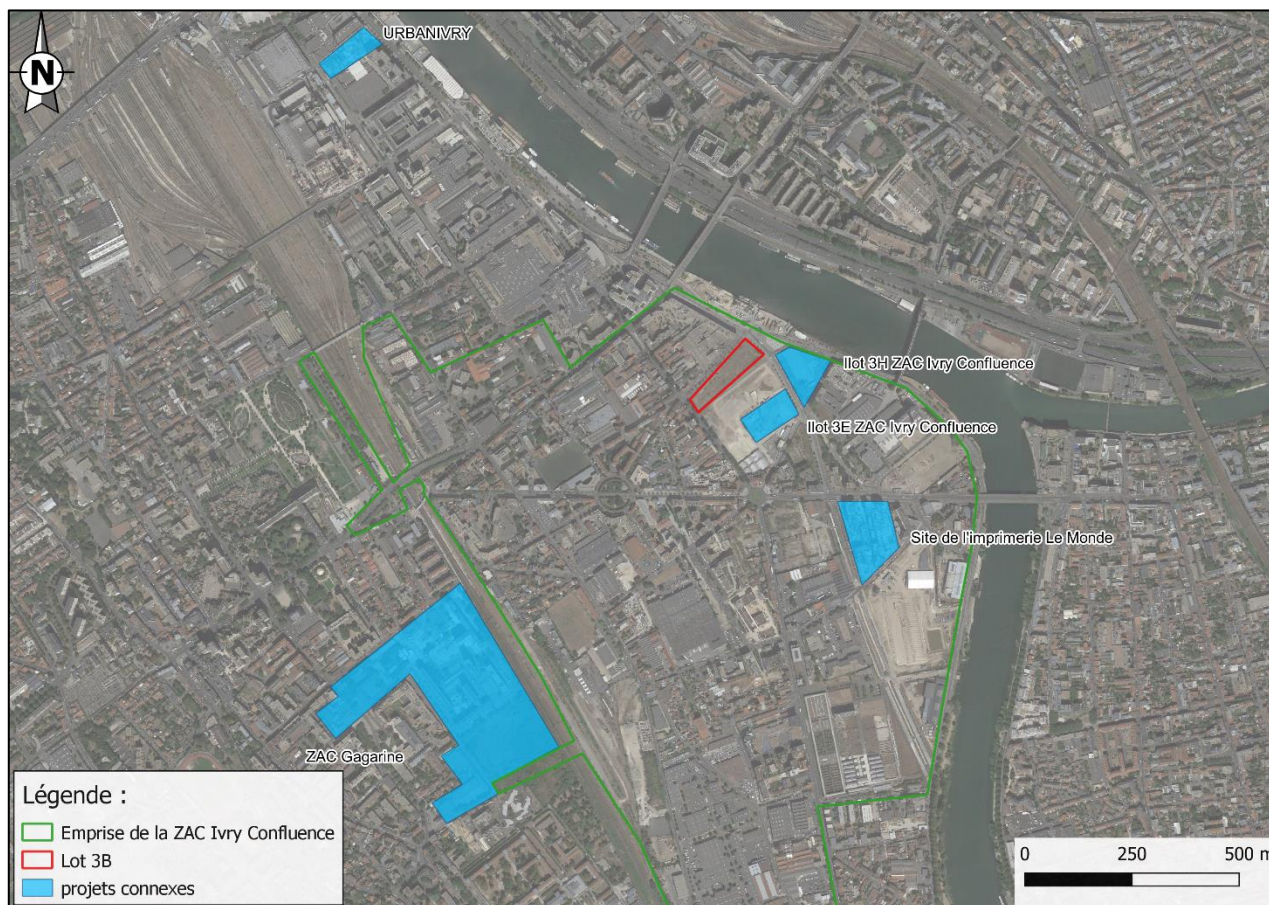 URBANIVRY
N
Ilot 3H ZAC Ivry Confluence
Ilot 3E ZAC Ivry Confluence
Site de l'imprimerie Le Monde
ZAC Gagarine
Légende :
Emprise de la ZAC Ivry Confluence
Lot 3B
projets connexes
0 250 500 m